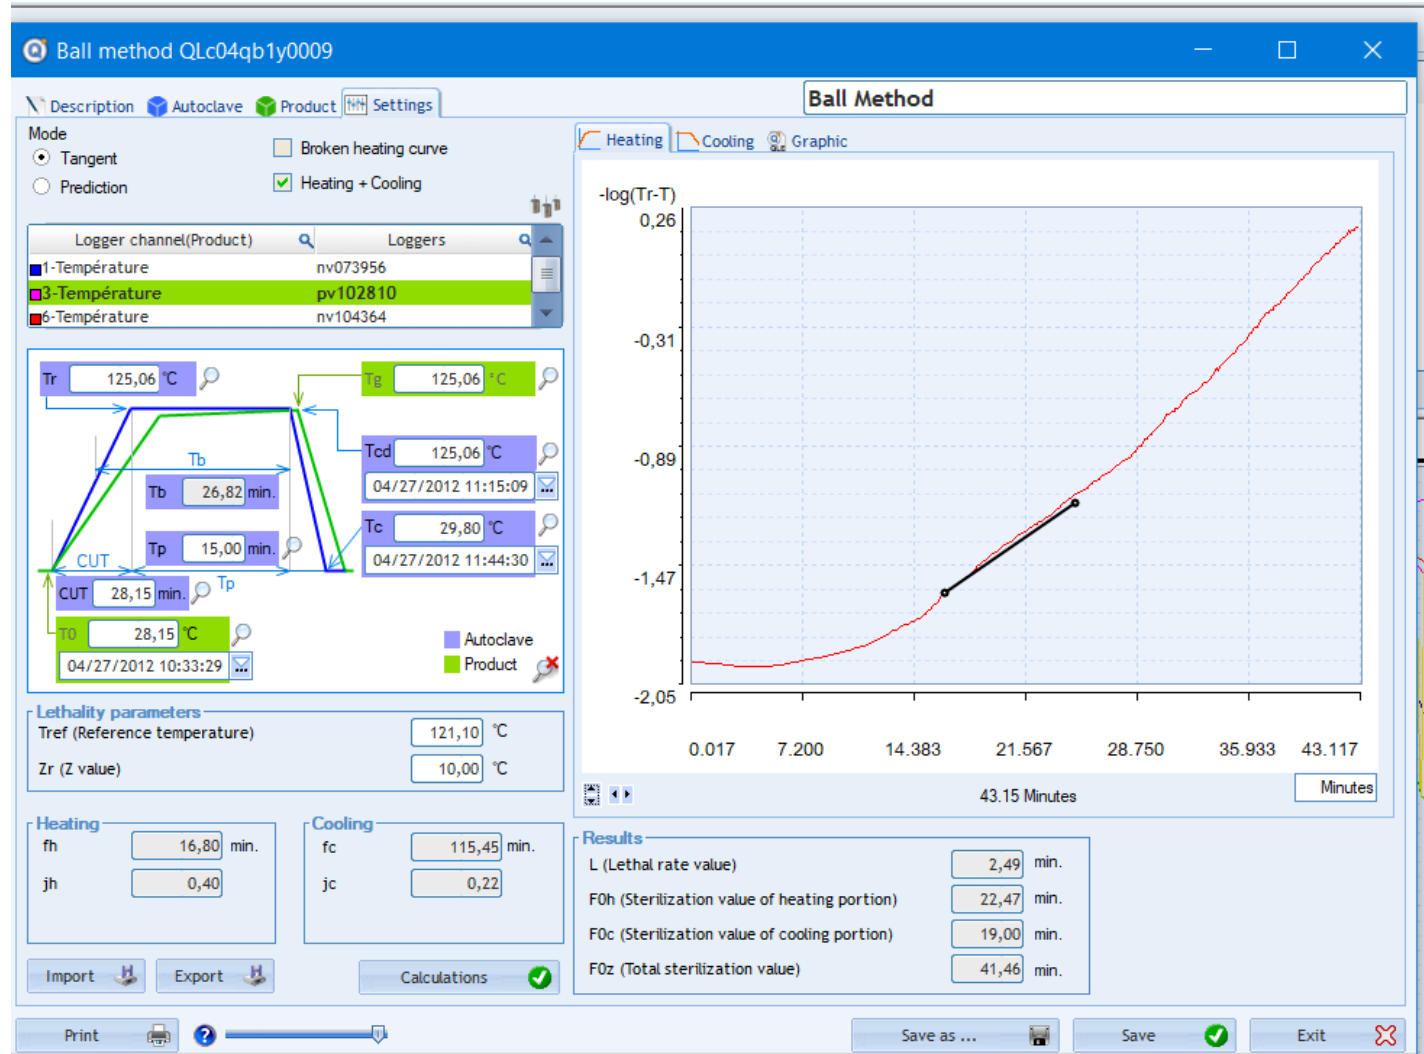 Ball method QLc04qb1y0009
Description Autoclave Product Settings
Ball Method
Mode
Tangent
Prediction
Broken heating curve
Heating + Cooling
Logger channel(Product) Loggers
1-Température nv073956
3-Température pv102810
6-Température nv104364
Tr 125,06 °C
Tg 125,06 °C
Tcd 125,06 °C
04/27/2012 11:15:09
Tb
Tb 26,82 min.
Tc 29,80 °C
04/27/2012 11:44:30
Tp 15,00 min.
CUT
Tp
CUT 28,15 min.
T0 28,15 °C
04/27/2012 10:33:29
Autoclave
Product
Lethality parameters
Tref (Reference temperature) 121,10 °C
Zr (Z value) 10,00 °C
Heating
fh 16,80 min.
jh 0,40
Cooling
fc 115,45 min.
jc 0,22
Import Export Calculations
Heating Cooling Graphic
-log(Tr-T)
0,26
-0,31
-0,89
-1,47
-2,05
0.017 7.200 14.383 21.567 28.750 35.933 43.117
43.15 Minutes
Minutes
Results
L (Lethal rate value) 2,49 min.
F0h (Sterilization value of heating portion) 22,47 min.
F0c (Sterilization value of cooling portion) 19,00 min.
F0z (Total sterilization value) 41,46 min.
Print ? Save as ... Save Exit